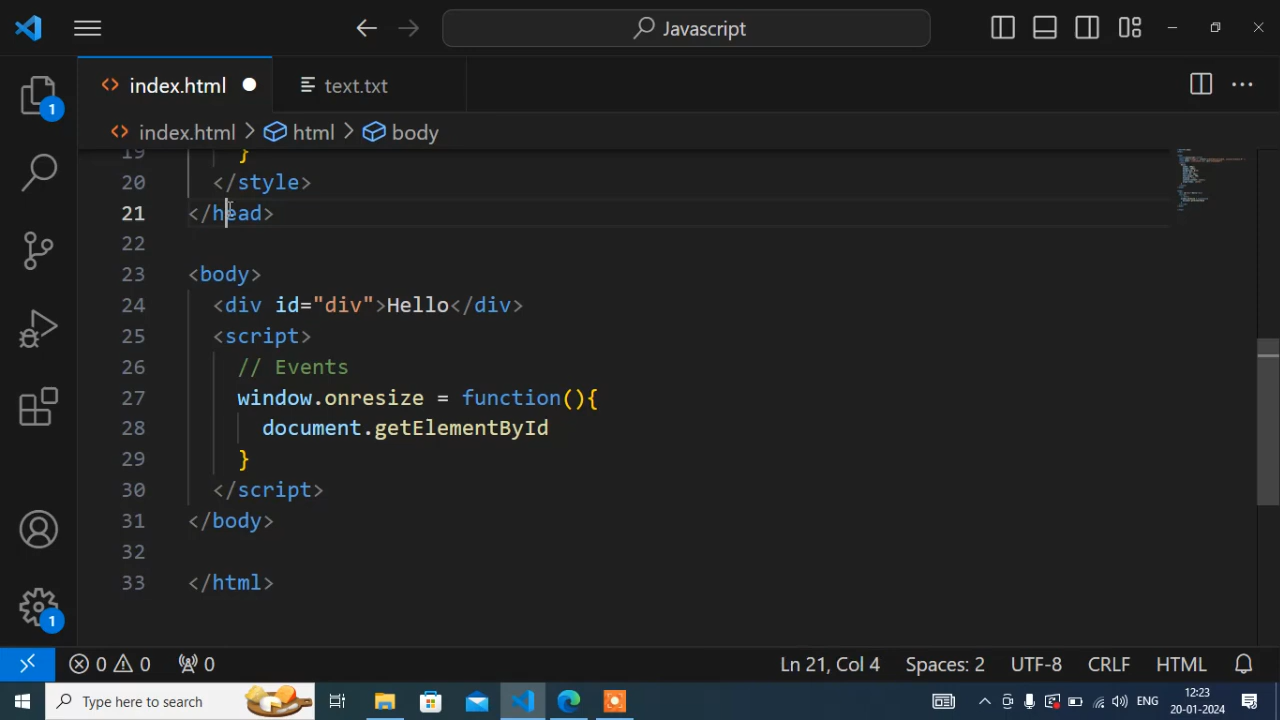 Javascript
index.html
text.txt
index.html > html > body
1
19 }
20 </style>
21 </head>
22
23 <body>
24 <div id="div">Hello</div>
25 <script>
26 // Events
27 window.onresize = function(){
28 document.getElementById
29 }
30 </script>
31 </body>
32
33 </html>
1
0 0 0 Ln 21, Col 4 Spaces: 2 UTF-8 CRLF HTML
Type here to search
ENG
12:23
20-01-2024